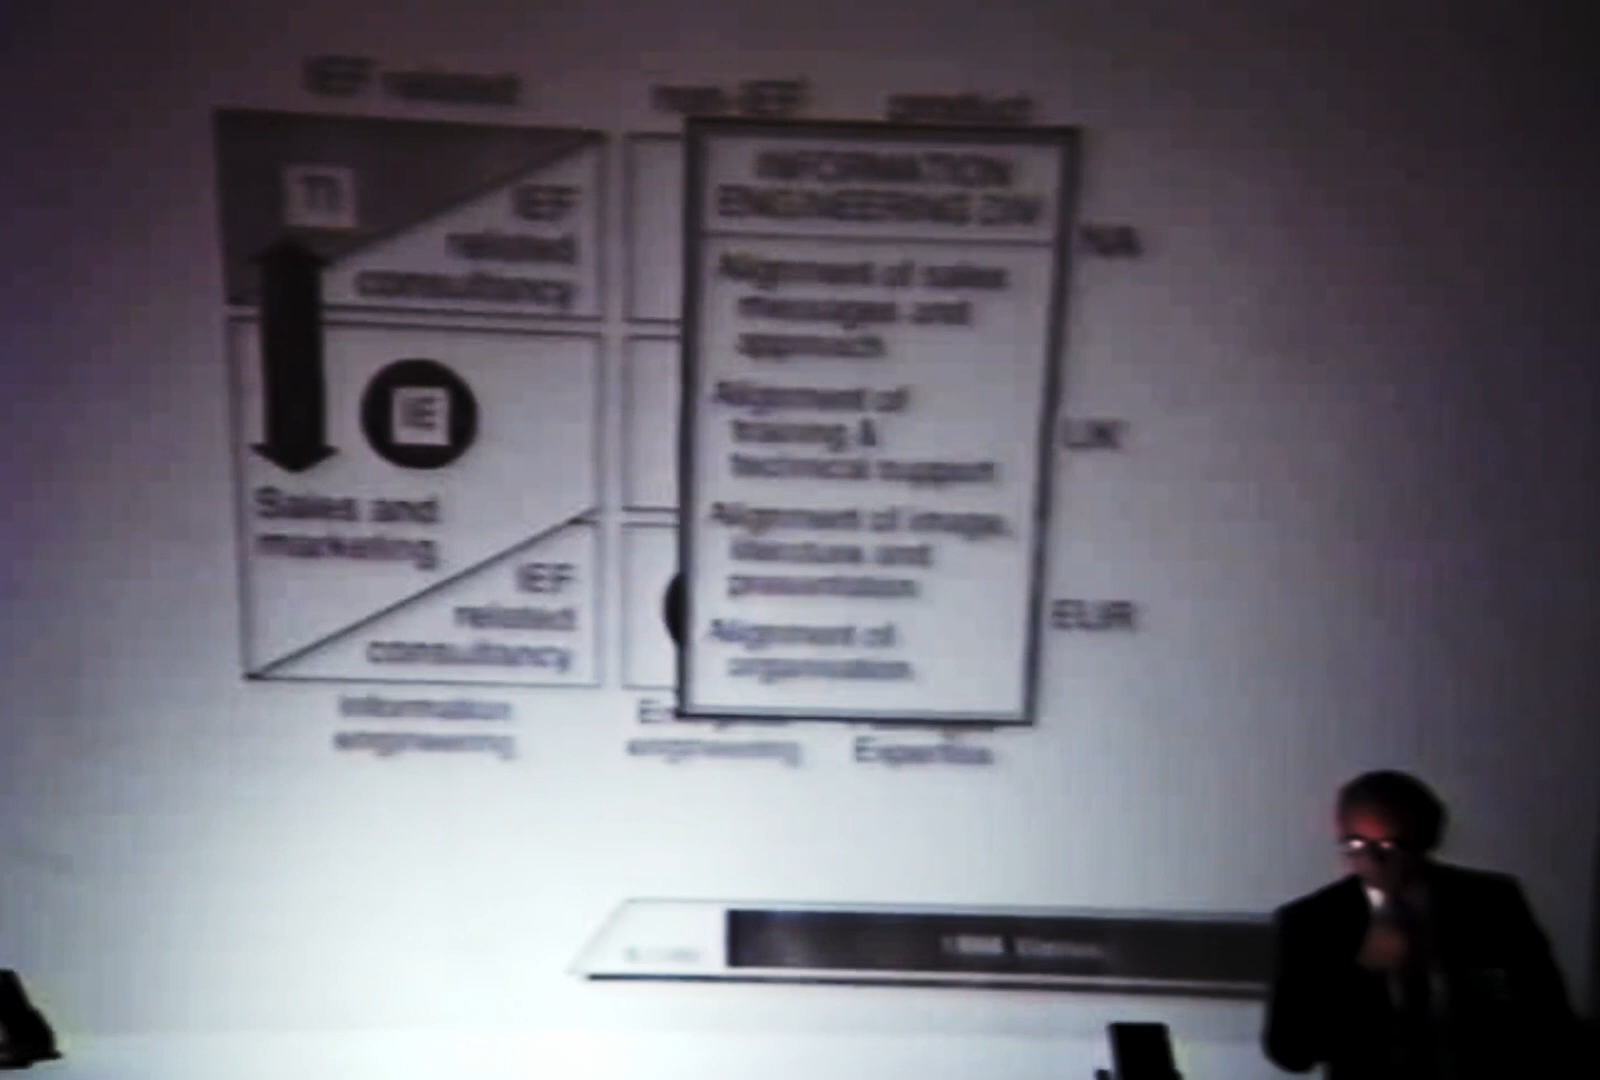 IEF related
non-IEF product
TI
IEF
related
consultancy
IE
Sales and
marketing
IEF
related
consultancy
INFORMATION
ENGINEERING DIV
Alignment of sales
messages and
approach
Alignment of
training &
technical support
Alignment of image,
literature and
presentation
Alignment of
organisation
NA
UK
EUR
Information
engineering
engineering
Expertise